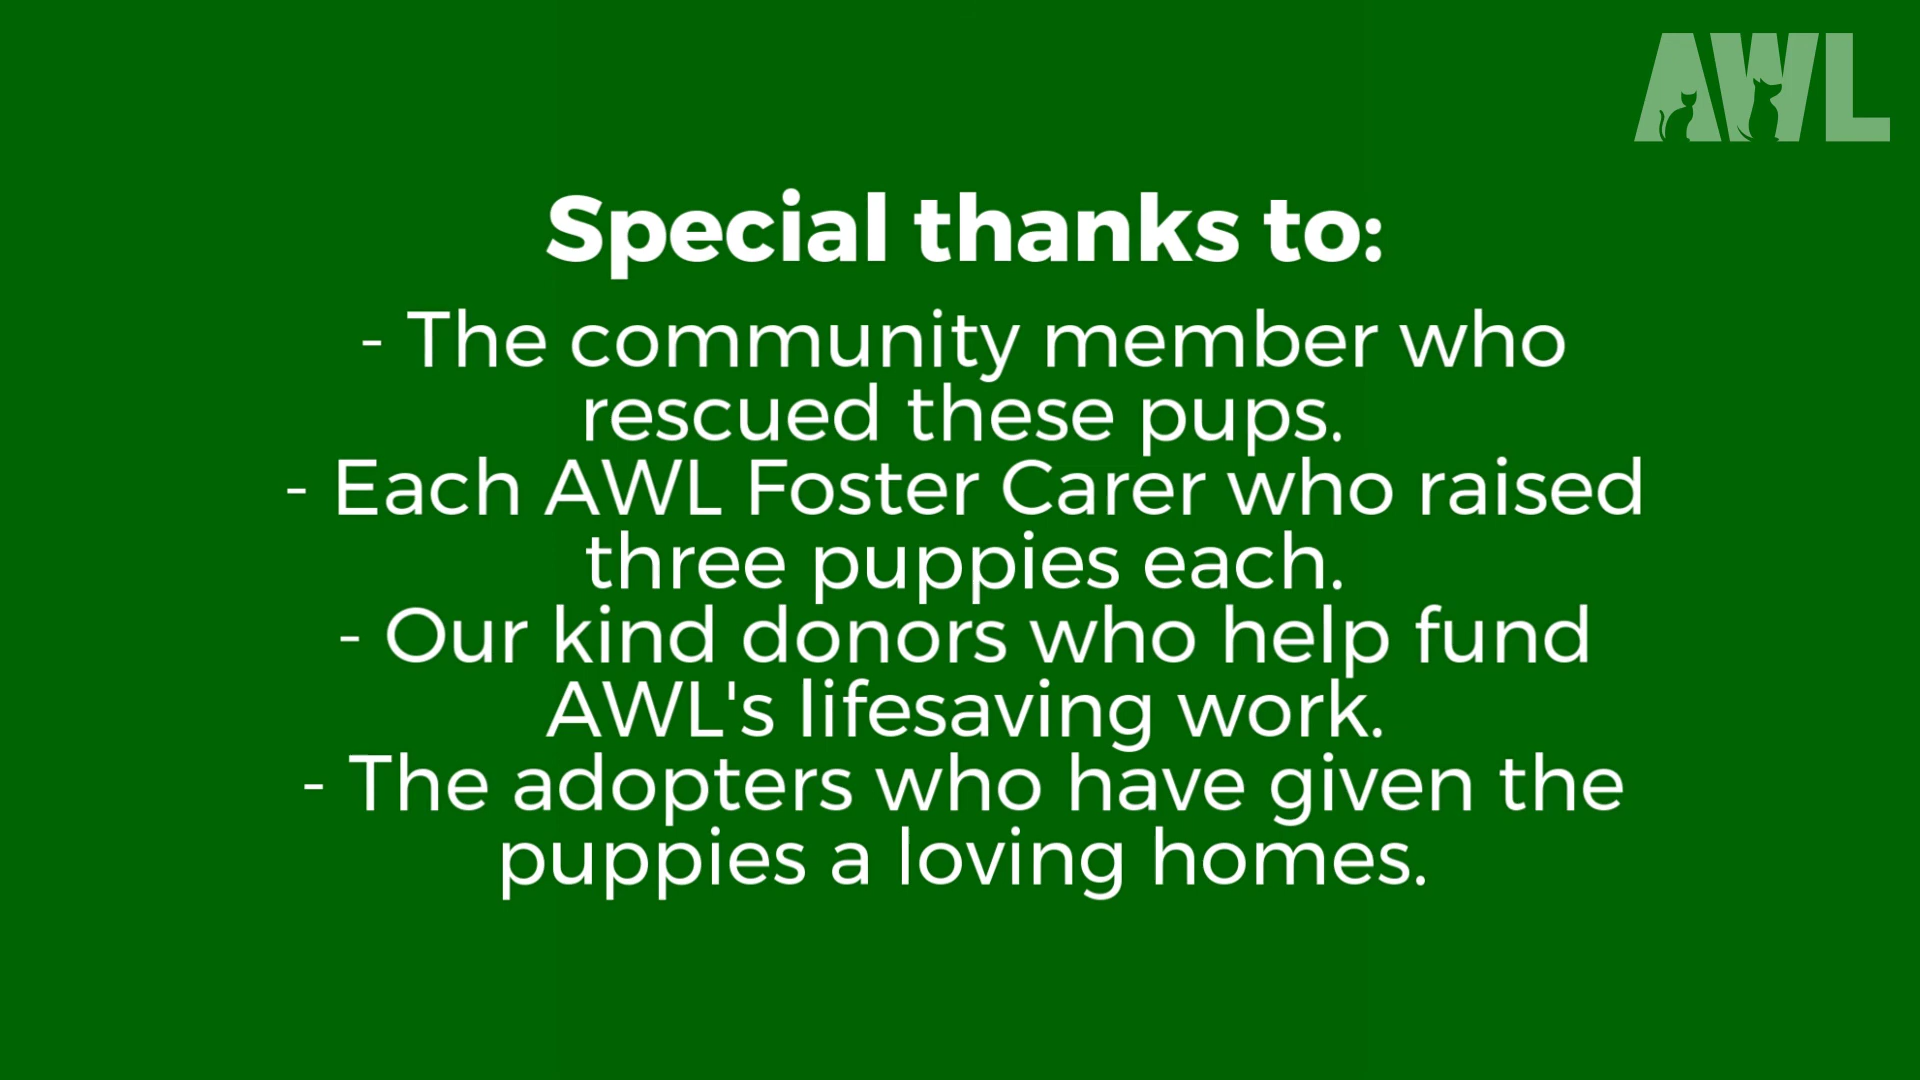 AWL
Special thanks to:
- The community member who
rescued these pups.
- Each AWL Foster Carer who raised
three puppies each.
- Our kind donors who help fund
AWL's lifesaving work.
- The adopters who have given the
puppies a loving homes.